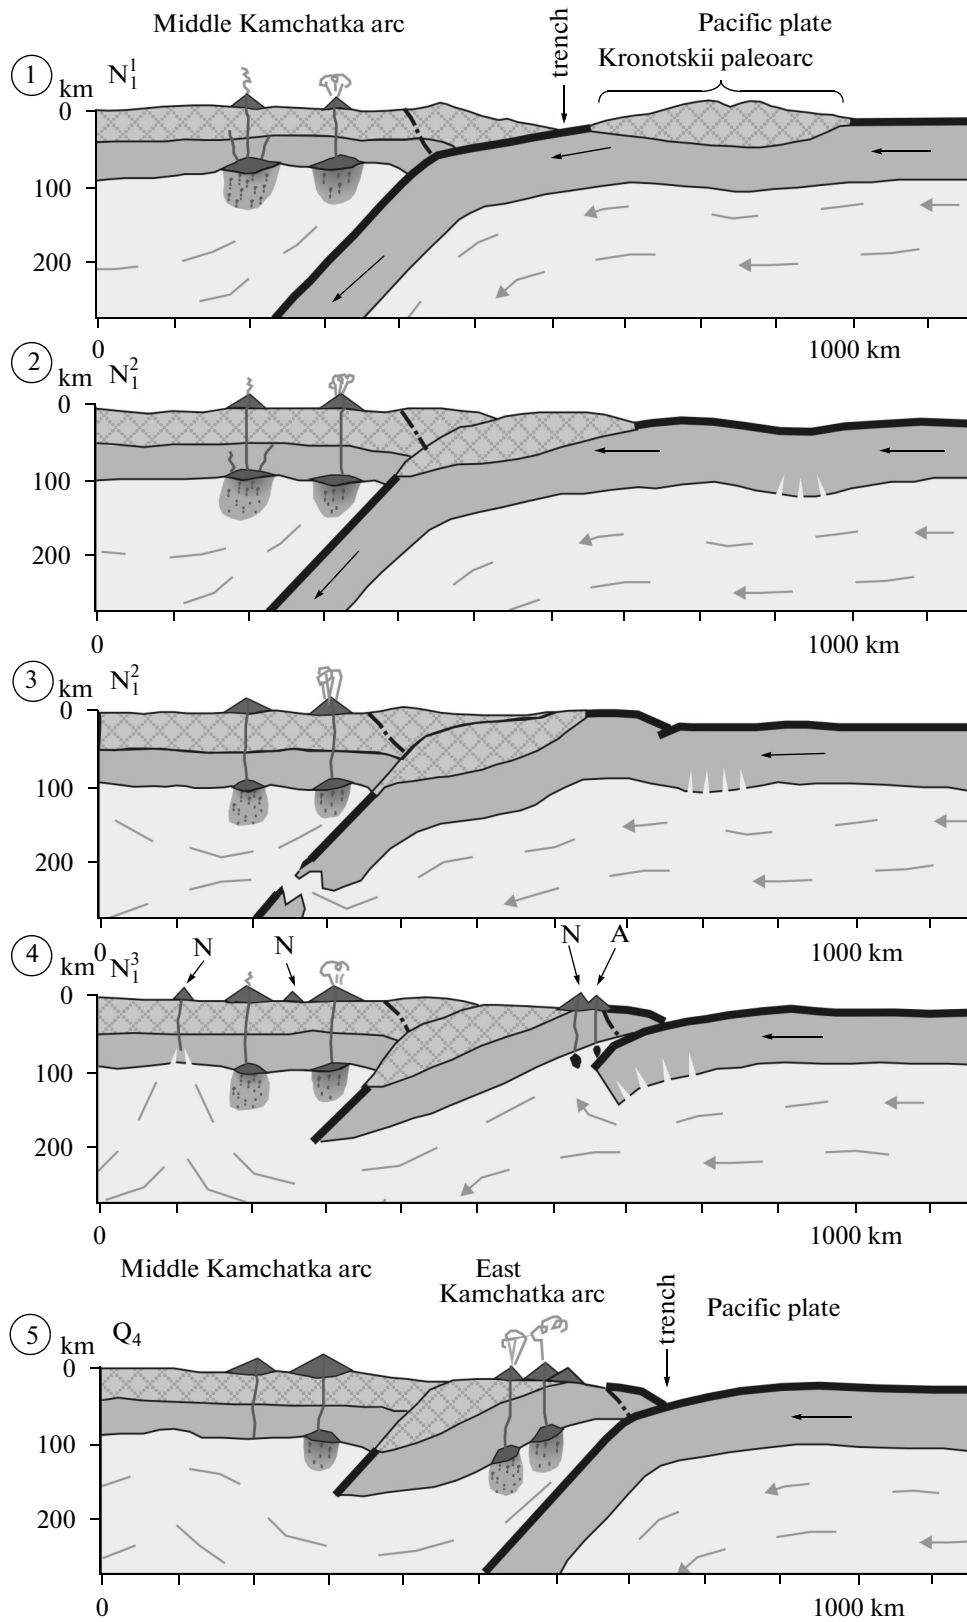 Middle Kamchatka arc
Pacific plate
Kronotskii paleoarc
trench
1
km
N₁¹
0
100
200
0
1000 km
2
km
N₁²
0
100
200
0
1000 km
3
km
N₁²
0
100
200
0
1000 km
4
km
N₁³
N
N
N
A
0
100
200
0
1000 km
Middle Kamchatka arc
East
Kamchatka arc
trench
Pacific plate
5
km
Q₄
0
100
200
0
1000 km